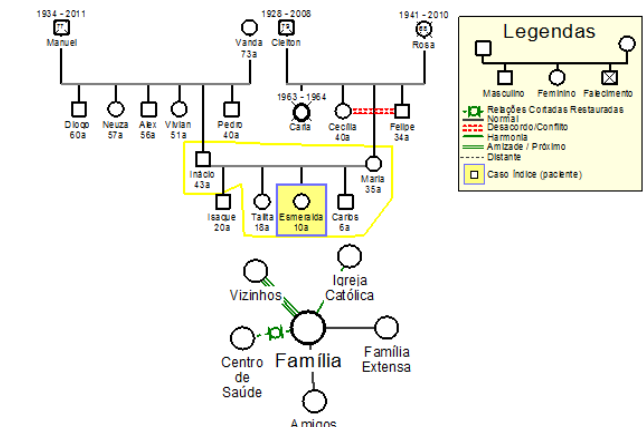 1934 - 2011
Manuel
77
Vanda
73a
1928 - 2008
Cleiton
79
1941 - 2010
Rosa
68
Diogo
60a
Neuza
57a
Alex
56a
Vivian
51a
Pedro
40a
1963 - 1964
Carla
Cecília
40a
Felipe
34a
Inácio
43a
Maria
35a
Isaque
20a
Talita
18a
Esmeralda
10a
Carlos
6a
Legendas
Masculino
Feminino
Falecimento
Relações Cortadas Restauradas
Normal
Desacordo/Conflito
Harmonia
Amizade / Próximo
Distante
Caso Índice (paciente)
Vizinhos
Igreja
Católica
Centro
de
Saúde
Família
Família
Extensa
Amigos